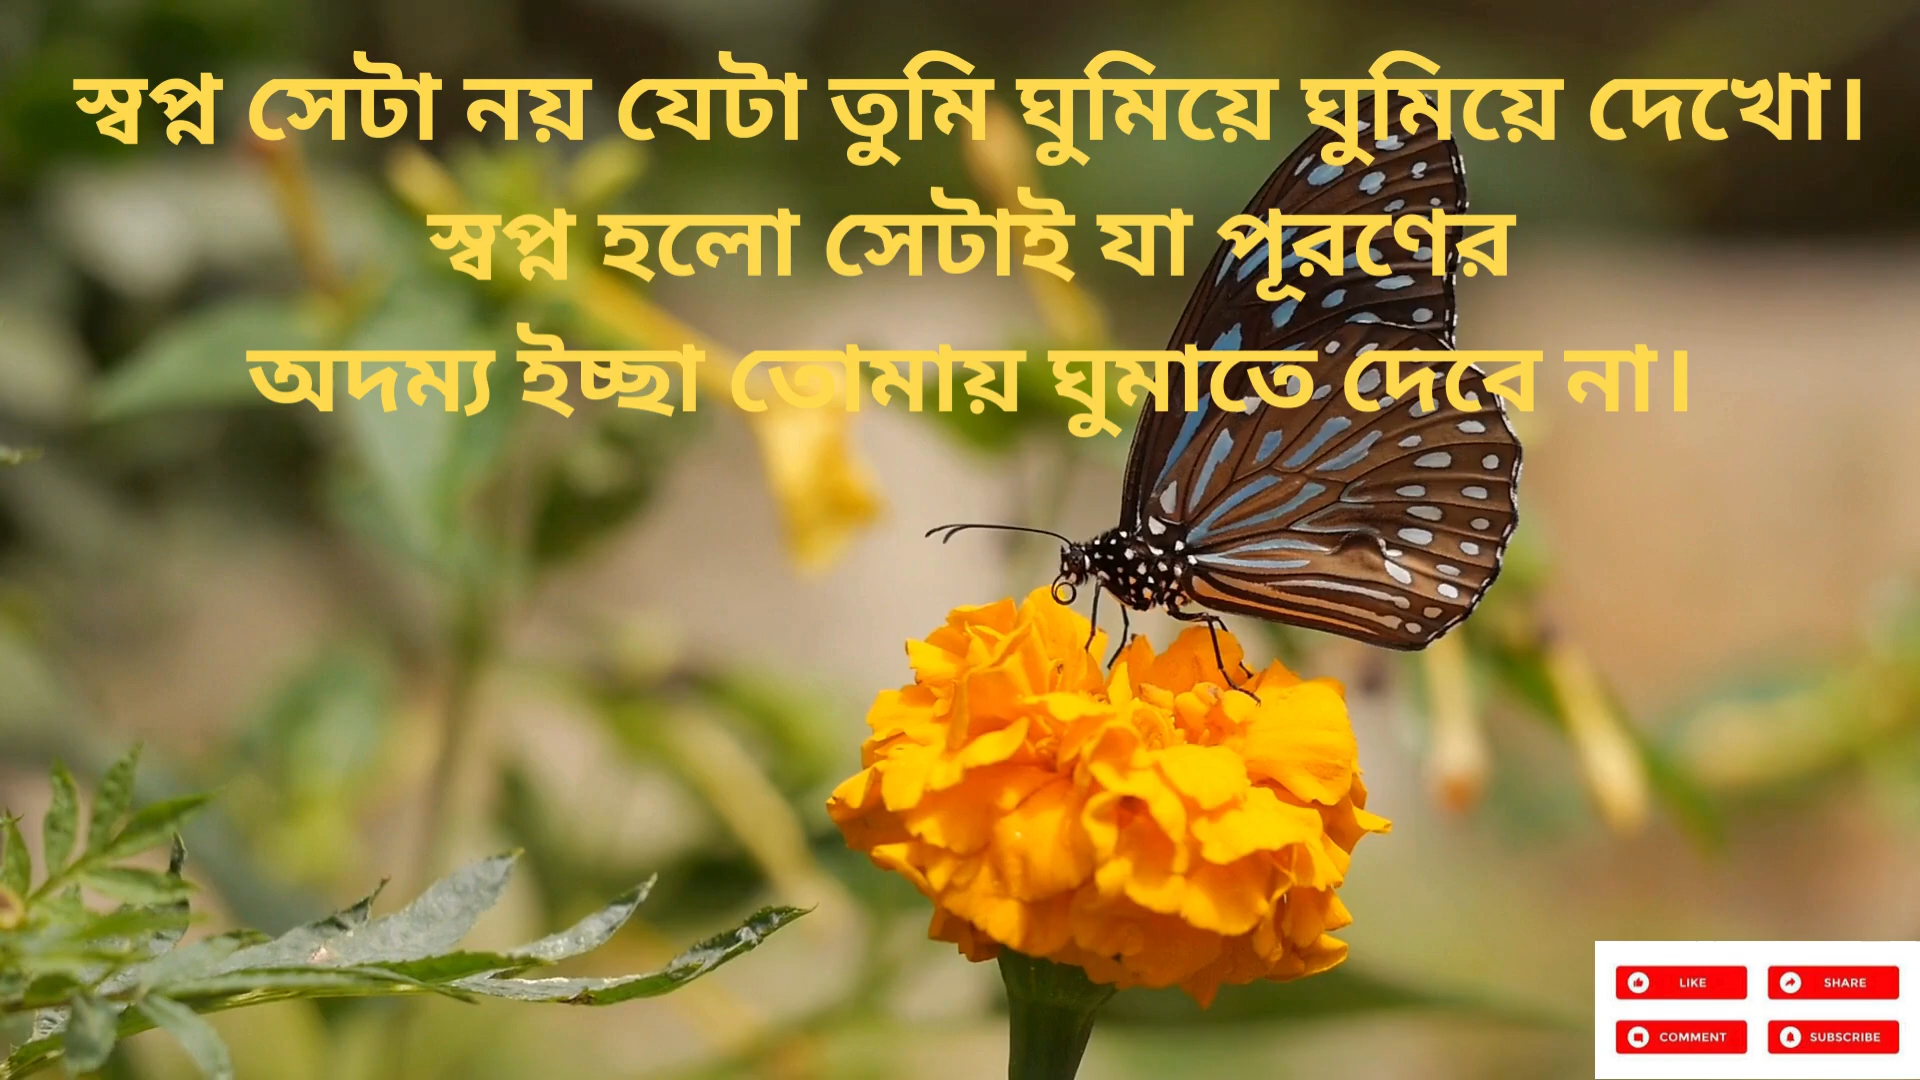 স্বপ্ন সেটা নয় যেটা তুমি ঘুমিয়ে ঘুমিয়ে দেখো।
স্বপ্ন হলো সেটাই যা পূরণের
অদম্য ইচ্ছা তোমায় ঘুমাতে দেবে না।
LIKE SHARE
COMMENT SUBSCRIBE